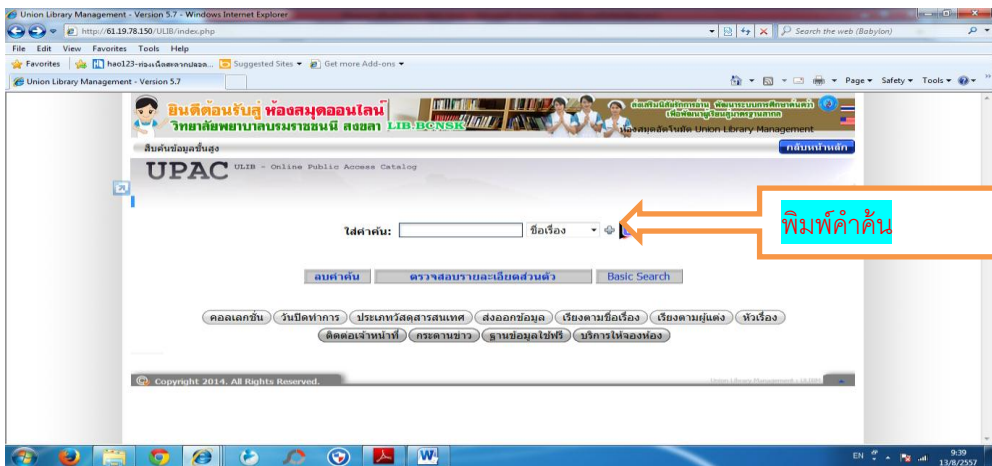 Union Library Management - Version 5.7 - Windows Internet Explorer
http://61.19.78.150/ULIB/index.php
Search the web (Babylon)
File Edit View Favorites Tools Help
Favorites
Suggested Sites
Get more Add-ons
Union Library Management - Version 5.7
Page Safety Tools
ยินดีต้อนรับสู่ ห้องสมุดออนไลน์
วิทยาลัยพยาบาลบรมราชชนนี สงขลา LIB-BCNSK
ห้องสมุดอัตโนมัติ Union Library Management
สืบค้นข้อมูลขั้นสูง
กลับหน้าหลัก
UPAC ULIB - Online Public Access Catalog
ใส่คำค้น: ชื่อเรื่อง
พิมพ์คำค้น
ลบคำค้น ตรวจสอบรายละเอียดส่วนตัว Basic Search
คอลเลกชั่น วันปิดทำการ ประเภทวัสดุสารสนเทศ ส่งออกข้อมูล เรียงตามชื่อเรื่อง เรียงตามผู้แต่ง หัวเรื่อง
ติดต่อเจ้าหน้าที่ กระดานข่าว ฐานข้อมูลใช้ฟรี บริการให้จองห้อง
Copyright 2014. All Rights Reserved.
EN
9:39
13/8/2557